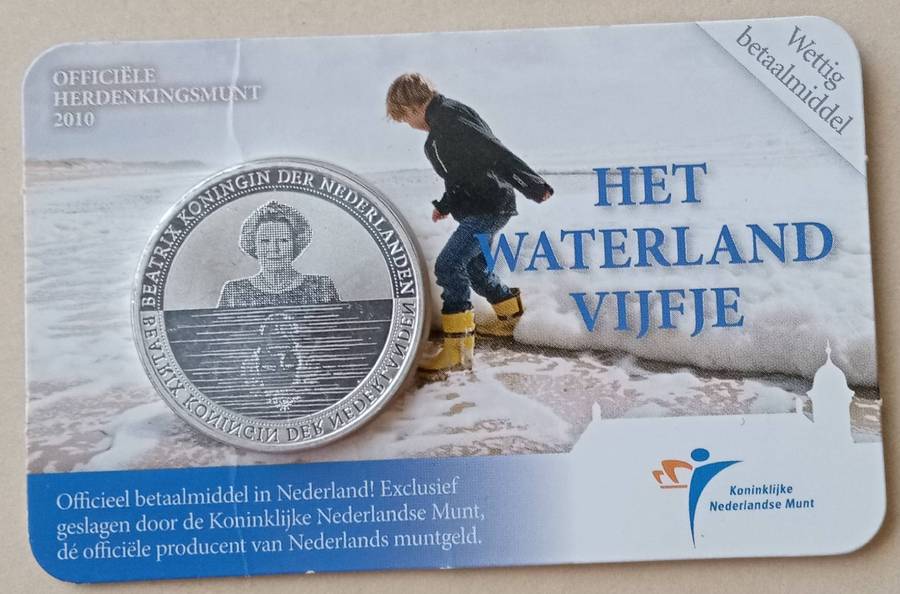 OFFICIËLE
HERDENKINGSMUNT
2010
Wettig
betaalmiddel
BEATRIX KONINGIN DER NEDERLANDEN
BEATRIX KONINGIN DER NEDERLANDEN
HET
WATERLAND
VIJFJE
Officieel betaalmiddel in Nederland! Exclusief
geslagen door de Koninklijke Nederlandse Munt,
dé officiële producent van Nederlands muntgeld.
Koninklijke
Nederlandse Munt